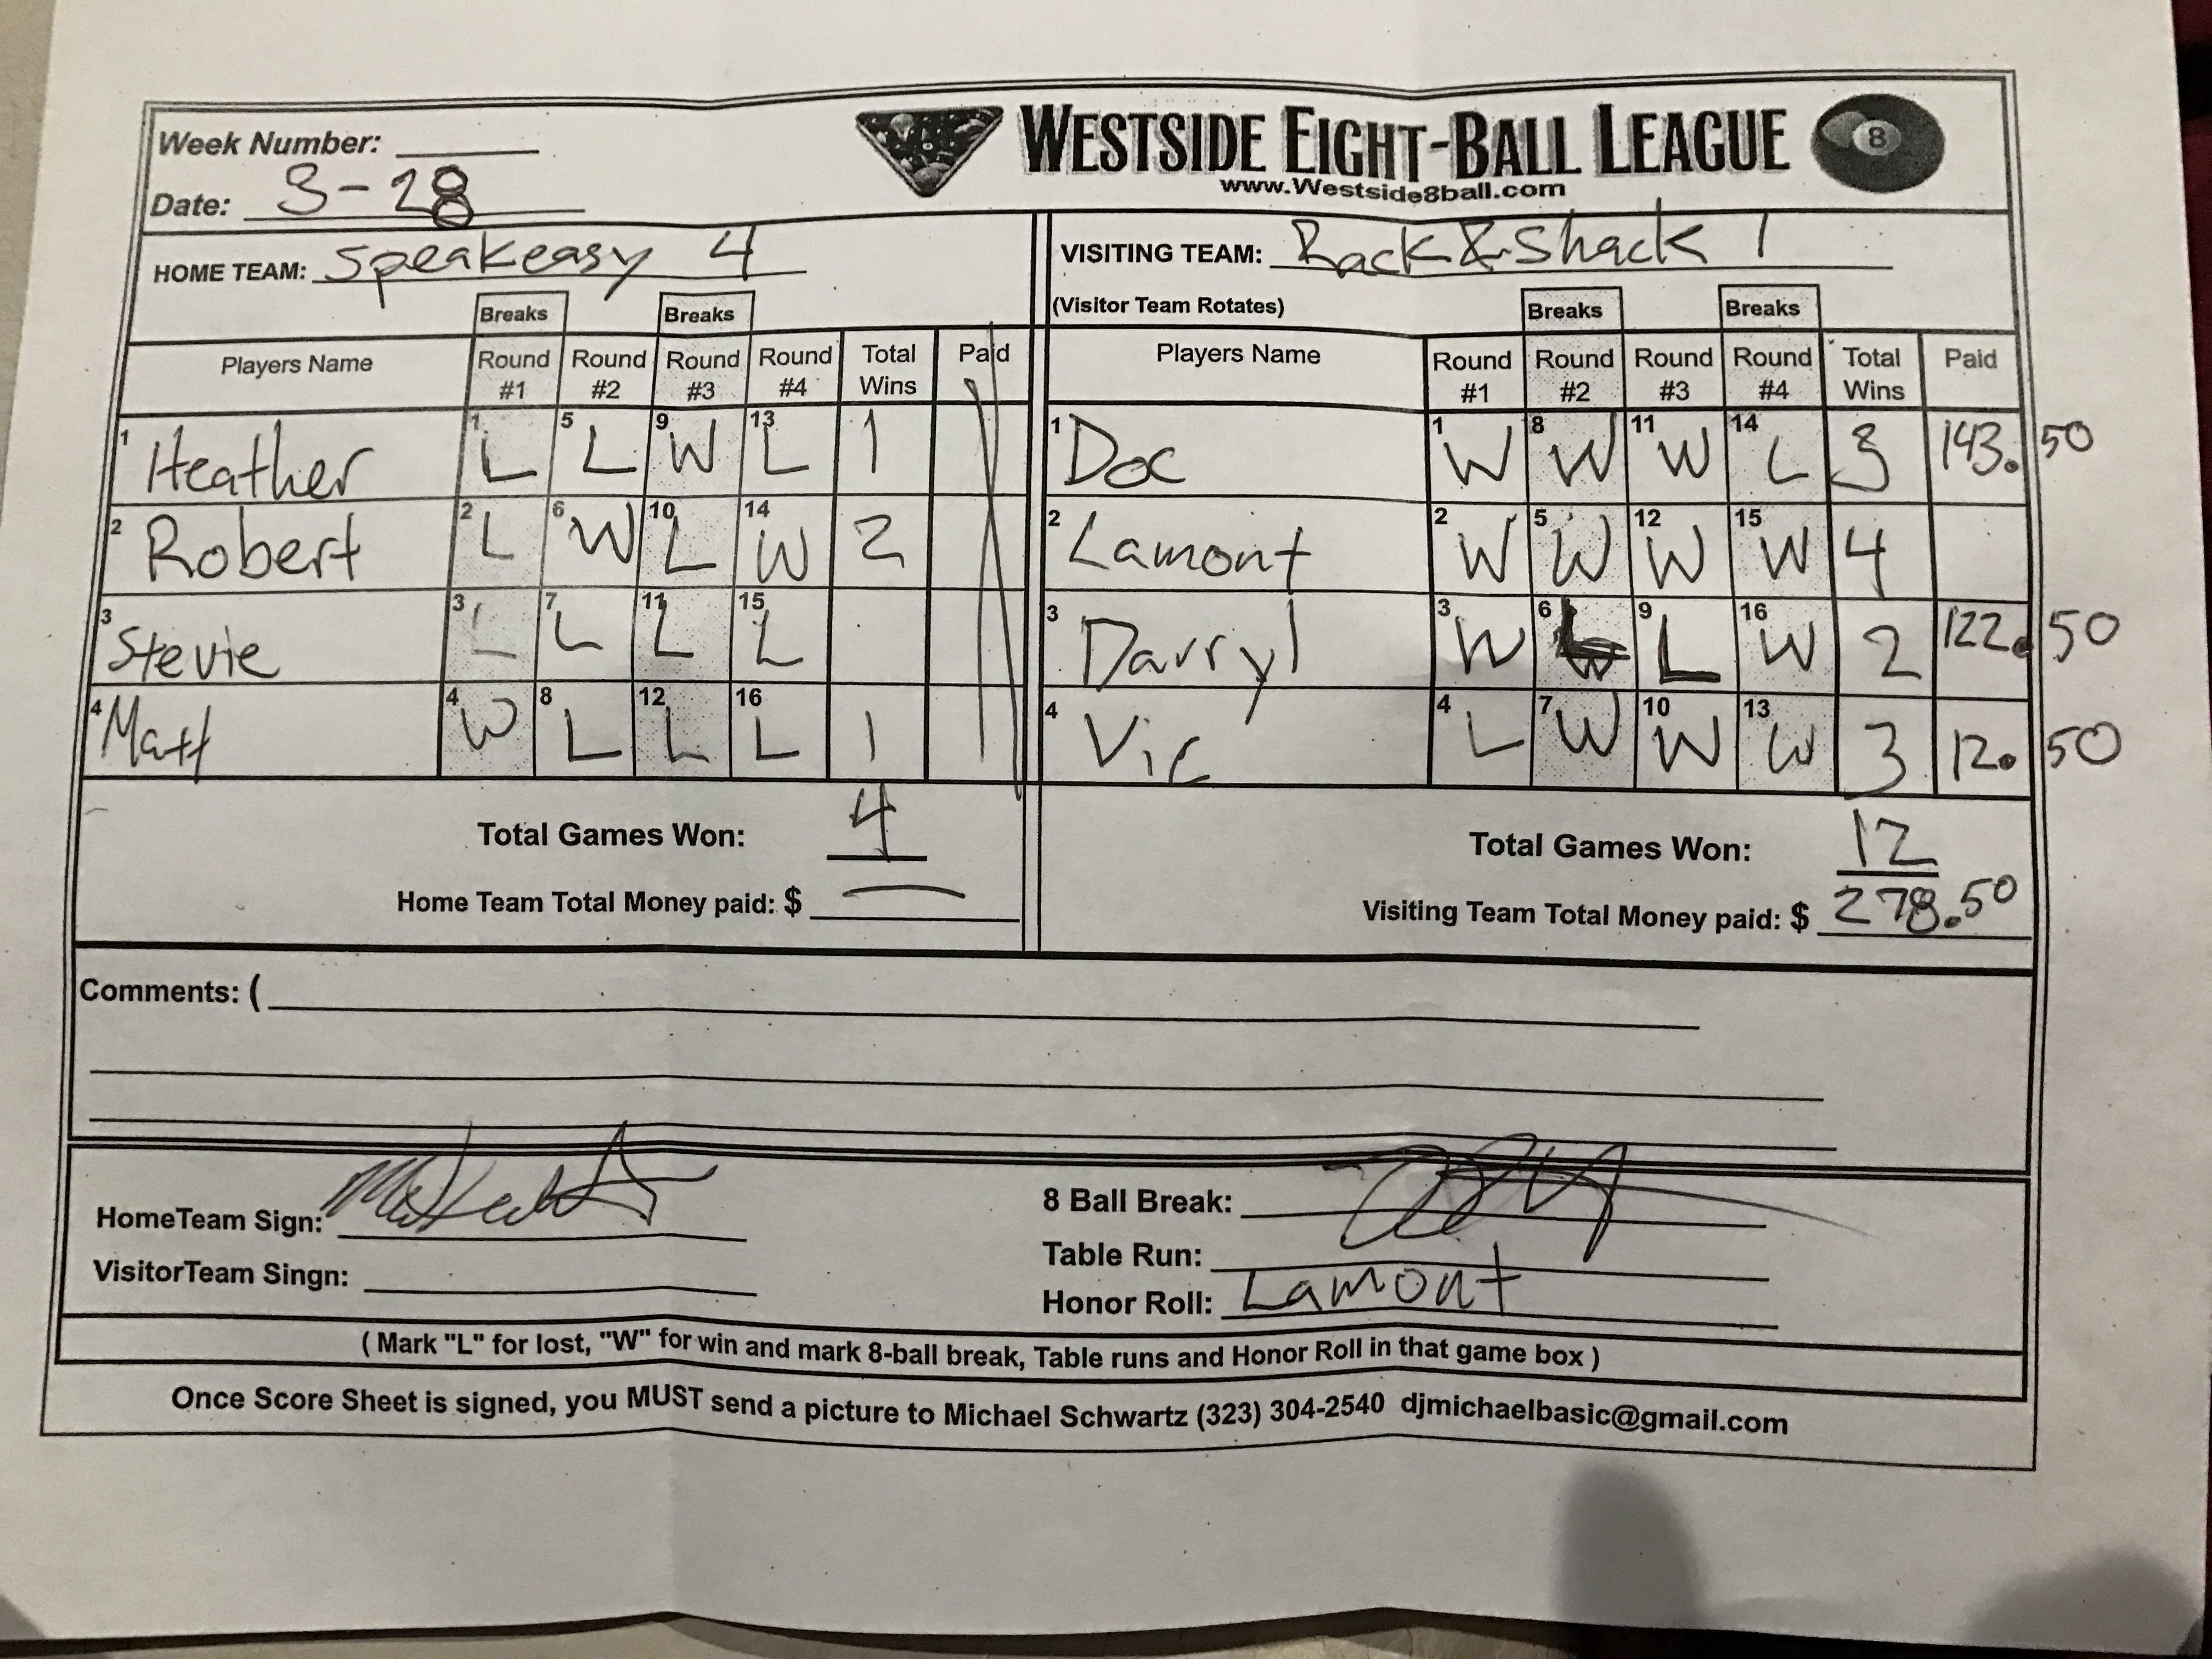 Week Number:
WESTSIDE EIGHT-BALL LEAGUE 8
www.Westside8ball.com
Date: 3-28
HOME TEAM: Speakeasy 4
VISITING TEAM: Rack & Shack 1
(Visitor Team Rotates)
Breaks Breaks Breaks Breaks
Players Name Round #1 Round #2 Round #3 Round #4 Total Wins Paid Players Name Round #1 Round #2 Round #3 Round #4 Total Wins Paid
1 Heather 1 L 5 L 9 W 13 L 1 1 Doc 1 W 8 W 11 W 14 L 3 143.50
2 Robert 2 L 6 W 10 L 14 W 2 2 Lamont 2 W 5 W 12 W 15 W 4
3 Stevie 3 L 7 L 11 L 15 L 3 Darryl 3 W 6 L 9 L 16 W 2 122.50
4 Matt 4 W 8 L 12 L 16 L 1 4 Vic 4 L 7 W 10 W 13 W 3 12.50
Total Games Won: 4 Total Games Won: 12
Home Team Total Money paid: $ — Visiting Team Total Money paid: $ 278.50
Comments: (
HomeTeam Sign:
VisitorTeam Singn:
8 Ball Break:
Table Run:
Honor Roll: Lamont
( Mark "L" for lost, "W" for win and mark 8-ball break, Table runs and Honor Roll in that game box )
Once Score Sheet is signed, you MUST send a picture to Michael Schwartz (323) 304-2540 djmichaelbasic@gmail.com